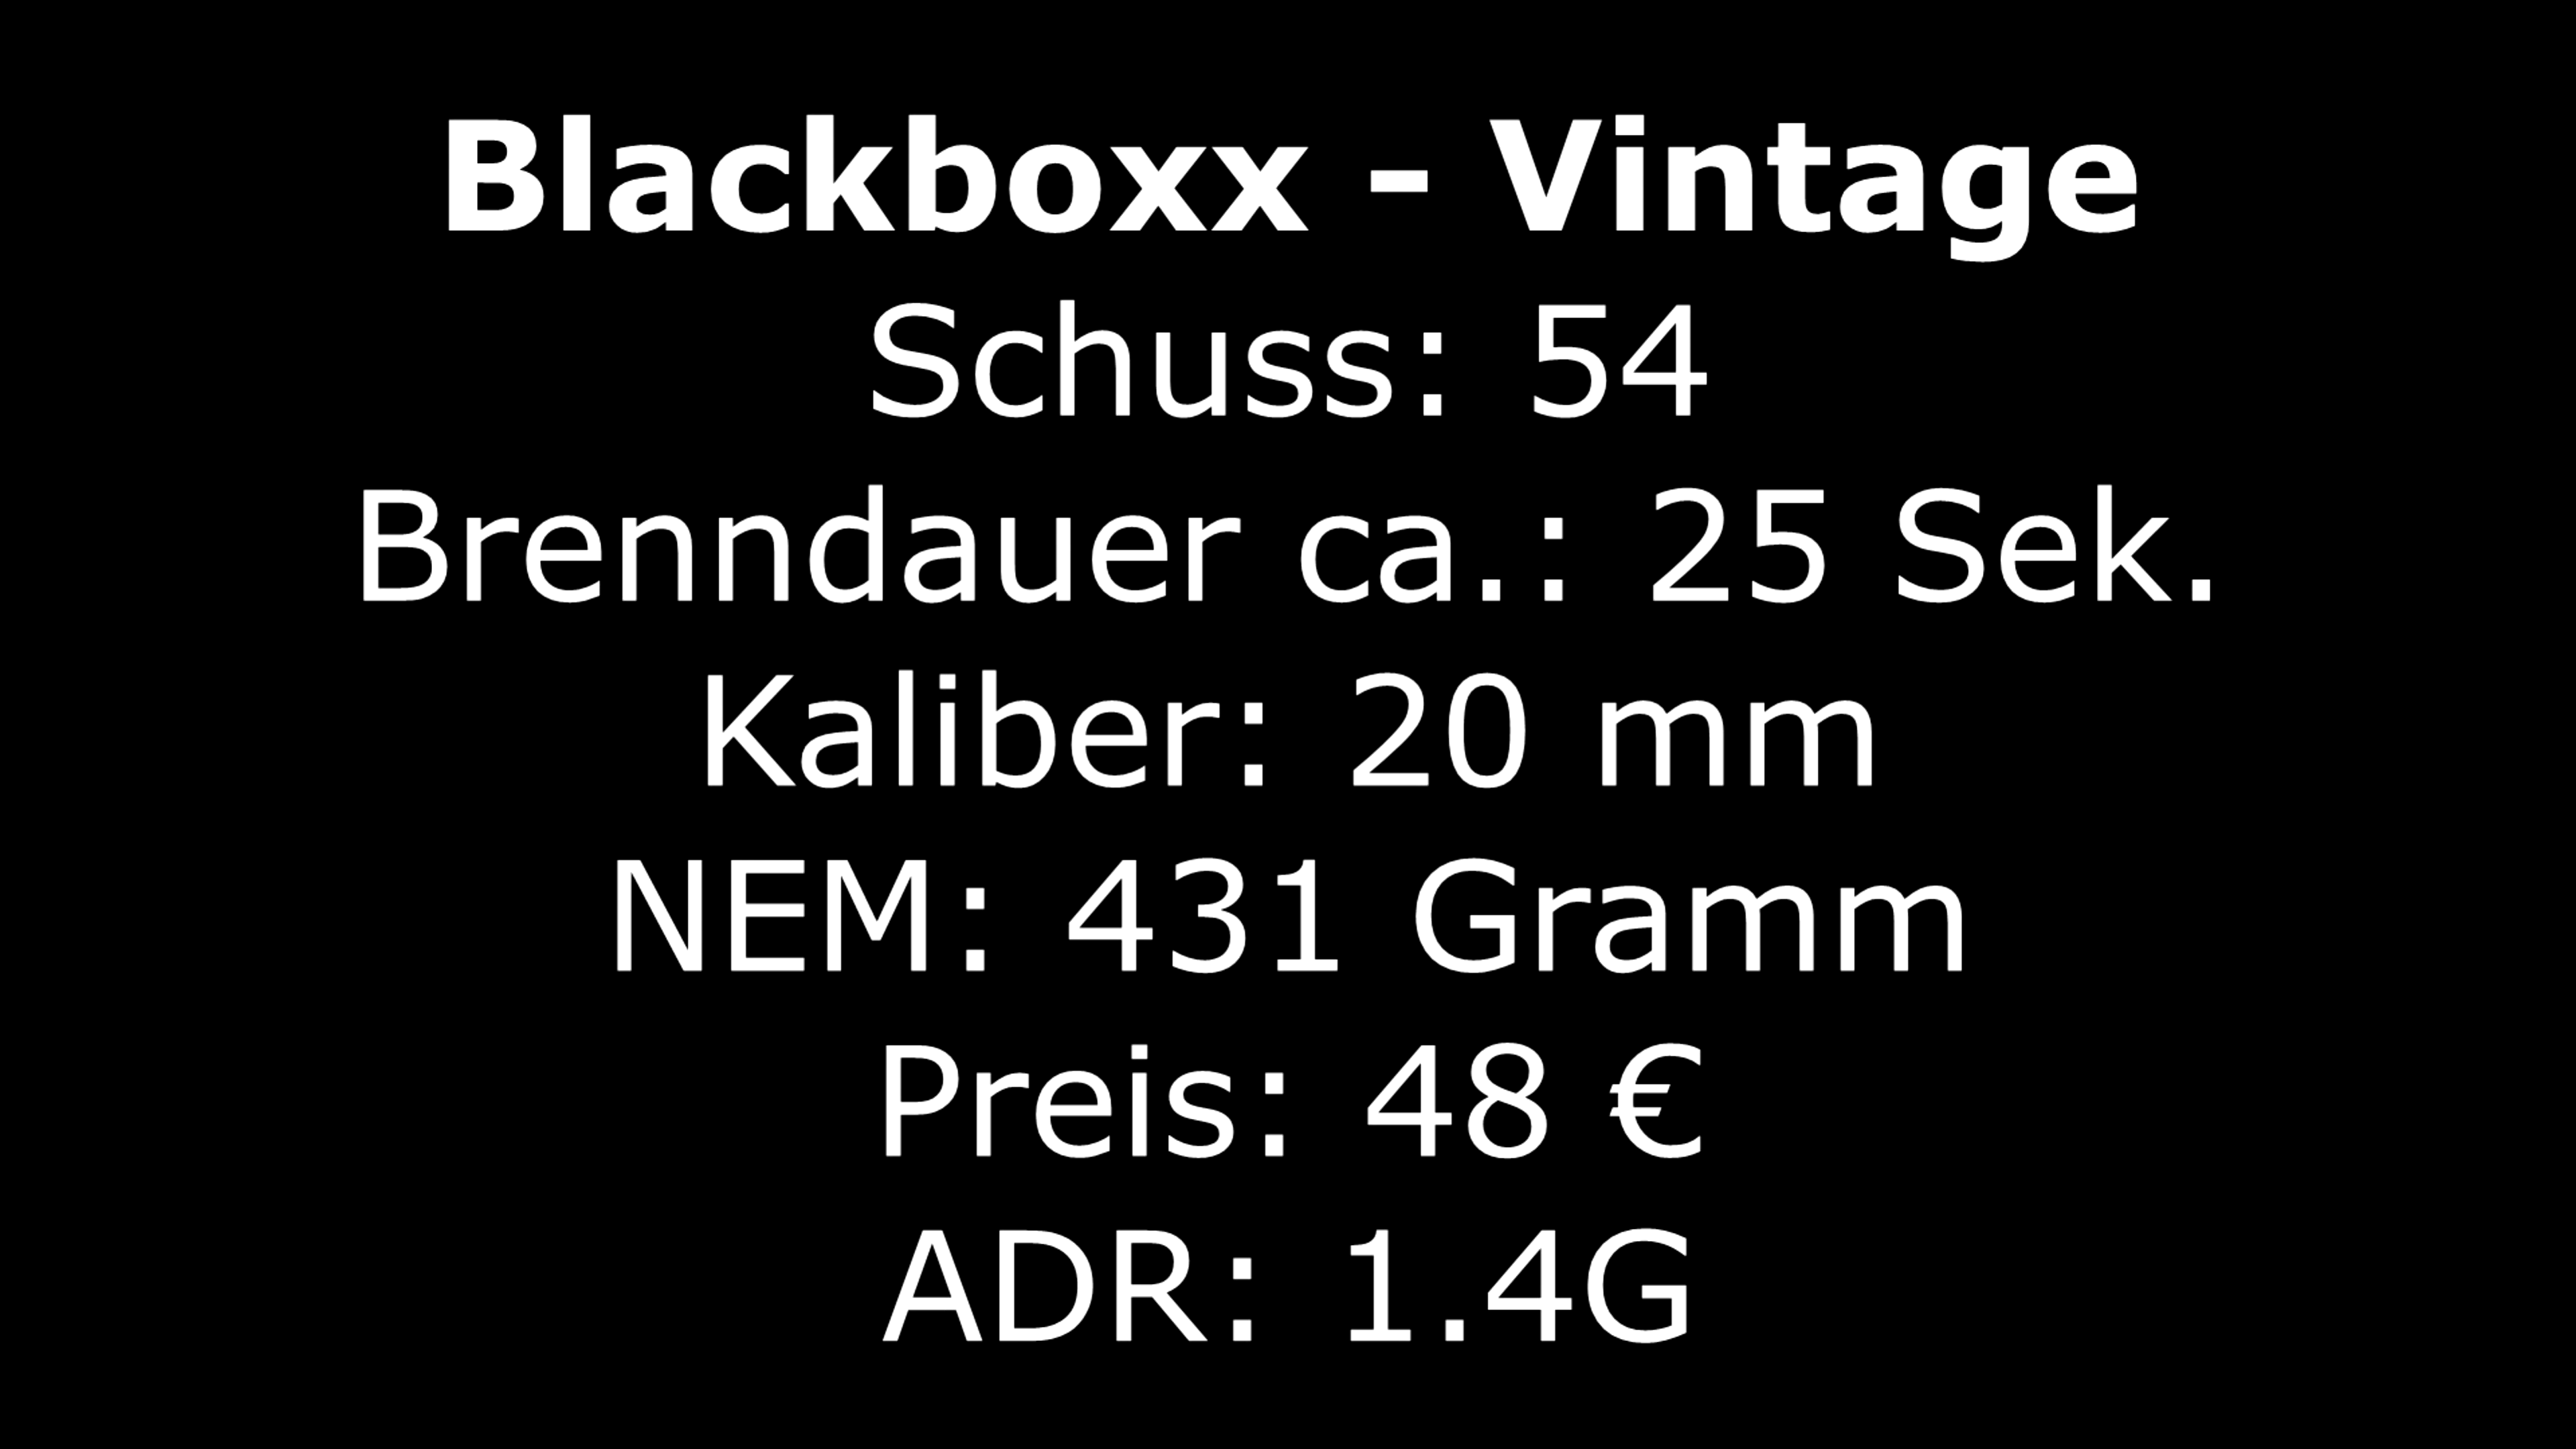 Blackboxx - Vintage
Schuss: 54
Brenndauer ca.: 25 Sek.
Kaliber: 20 mm
NEM: 431 Gramm
Preis: 48 €
ADR: 1.4G